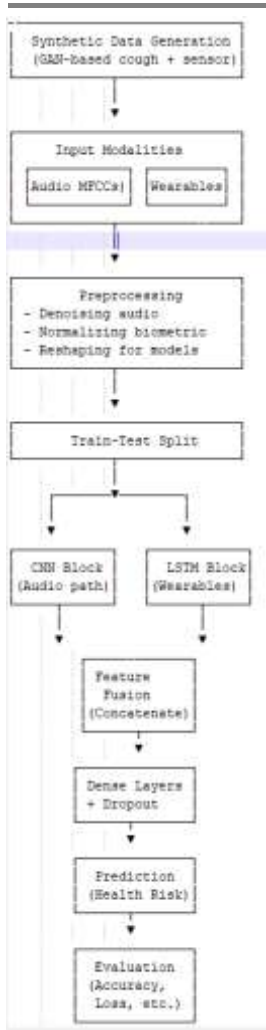 Synthetic Data Generation
(GAN-based cough + sensor)
Input Modalities
Audio MFCCs) Wearables
Preprocessing
- Denoising audio
- Normalizing biometric
- Reshaping for models
Train-Test Split
CNN Block LSTM Block
(Audio path) (Wearables)
Feature
Fusion
(Concatenate)
Dense Layers
+ Dropout
Prediction
(Health Risk)
Evaluation
(Accuracy,
Loss, etc.)